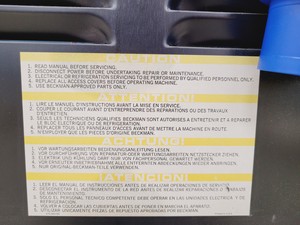 CAUTION
1. READ MANUAL BEFORE SERVICING.
2. DISCONNECT POWER BEFORE UNDERTAKING REPAIR OR MAINTENANCE.
3. ELECTRICAL OR REFRIGERATION SERVICING TO BE PERFORMED BY QUALIFIED PERSONNEL ONLY.
4. REPLACE ALL ACCESS COVERS BEFORE OPERATING MACHINE.
5. USE BECKMAN-APPROVED PARTS ONLY.
ATTENTION!
1. LIRE LE MANUEL D'INSTRUCTIONS AVANT LA MISE EN SERVICE.
2. COUPER LE COURANT AVANT D'ENTREPRENDRE DES REPARATIONS OU DES TRAVAUX
D'ENTRETIEN.
3. SEULS LES TECHNICIENS QUALIFIES BECKMAN SONT AUTORISES A ENTRETENIR ET A REPARER
LE BLOC ELECTRIQUE OU DE REFRIGERATION.
4. REPLACER TOUS LES PANNEAUX D'ACCES AVANT DE METTRE LA MACHINE EN ROUTE.
5. N'EMPLOYER QUE LES PIECES D'ORIGINE BECKMAN.
ACHTUNG!
1. VOR WARTUNGSARBEITEN BEDIENUNGSANLEITUNG LESEN.
2. VOR DURCHFÜHRUNG VON REPARATUR- ODER WARTUNGSARBEITEN NETZSTECKER ZIEHEN.
3. ELEKTRIK UND KÜHLUNG DARF NUR VON FACHPERSONAL GEWARTET WERDEN.
4. VOR
5. NUR ORIGINAL-BECKMAN-TEILE VERWENDEN.
¡ATENCION!
1. LEER EL MANUAL DE INSTRUCCIONES ANTES DE REALIZAR OPERACIONES DE SERVICIO.
2. DESCONECTAR EL INSTRUMENTO DE LA RED ANTES DE REALIZAR REPARACIONES O TRABAJOS
DE MANTENIMIENTO.
3. SOLO EL PERSONAL TECNICO COMPETENTE DEBE OPERAR EN LAS UNIDADES ELECTRICA Y DE
REFRIGERACION.
4. VOLVER A COLOCAR LAS CUBIERTAS ANTES DE PONER EN MARCHA EL APARATO.
5. UTILIZAR UNICAMENTE PIEZAS DE REPUESTO APROBADAS POR BECKMAN.